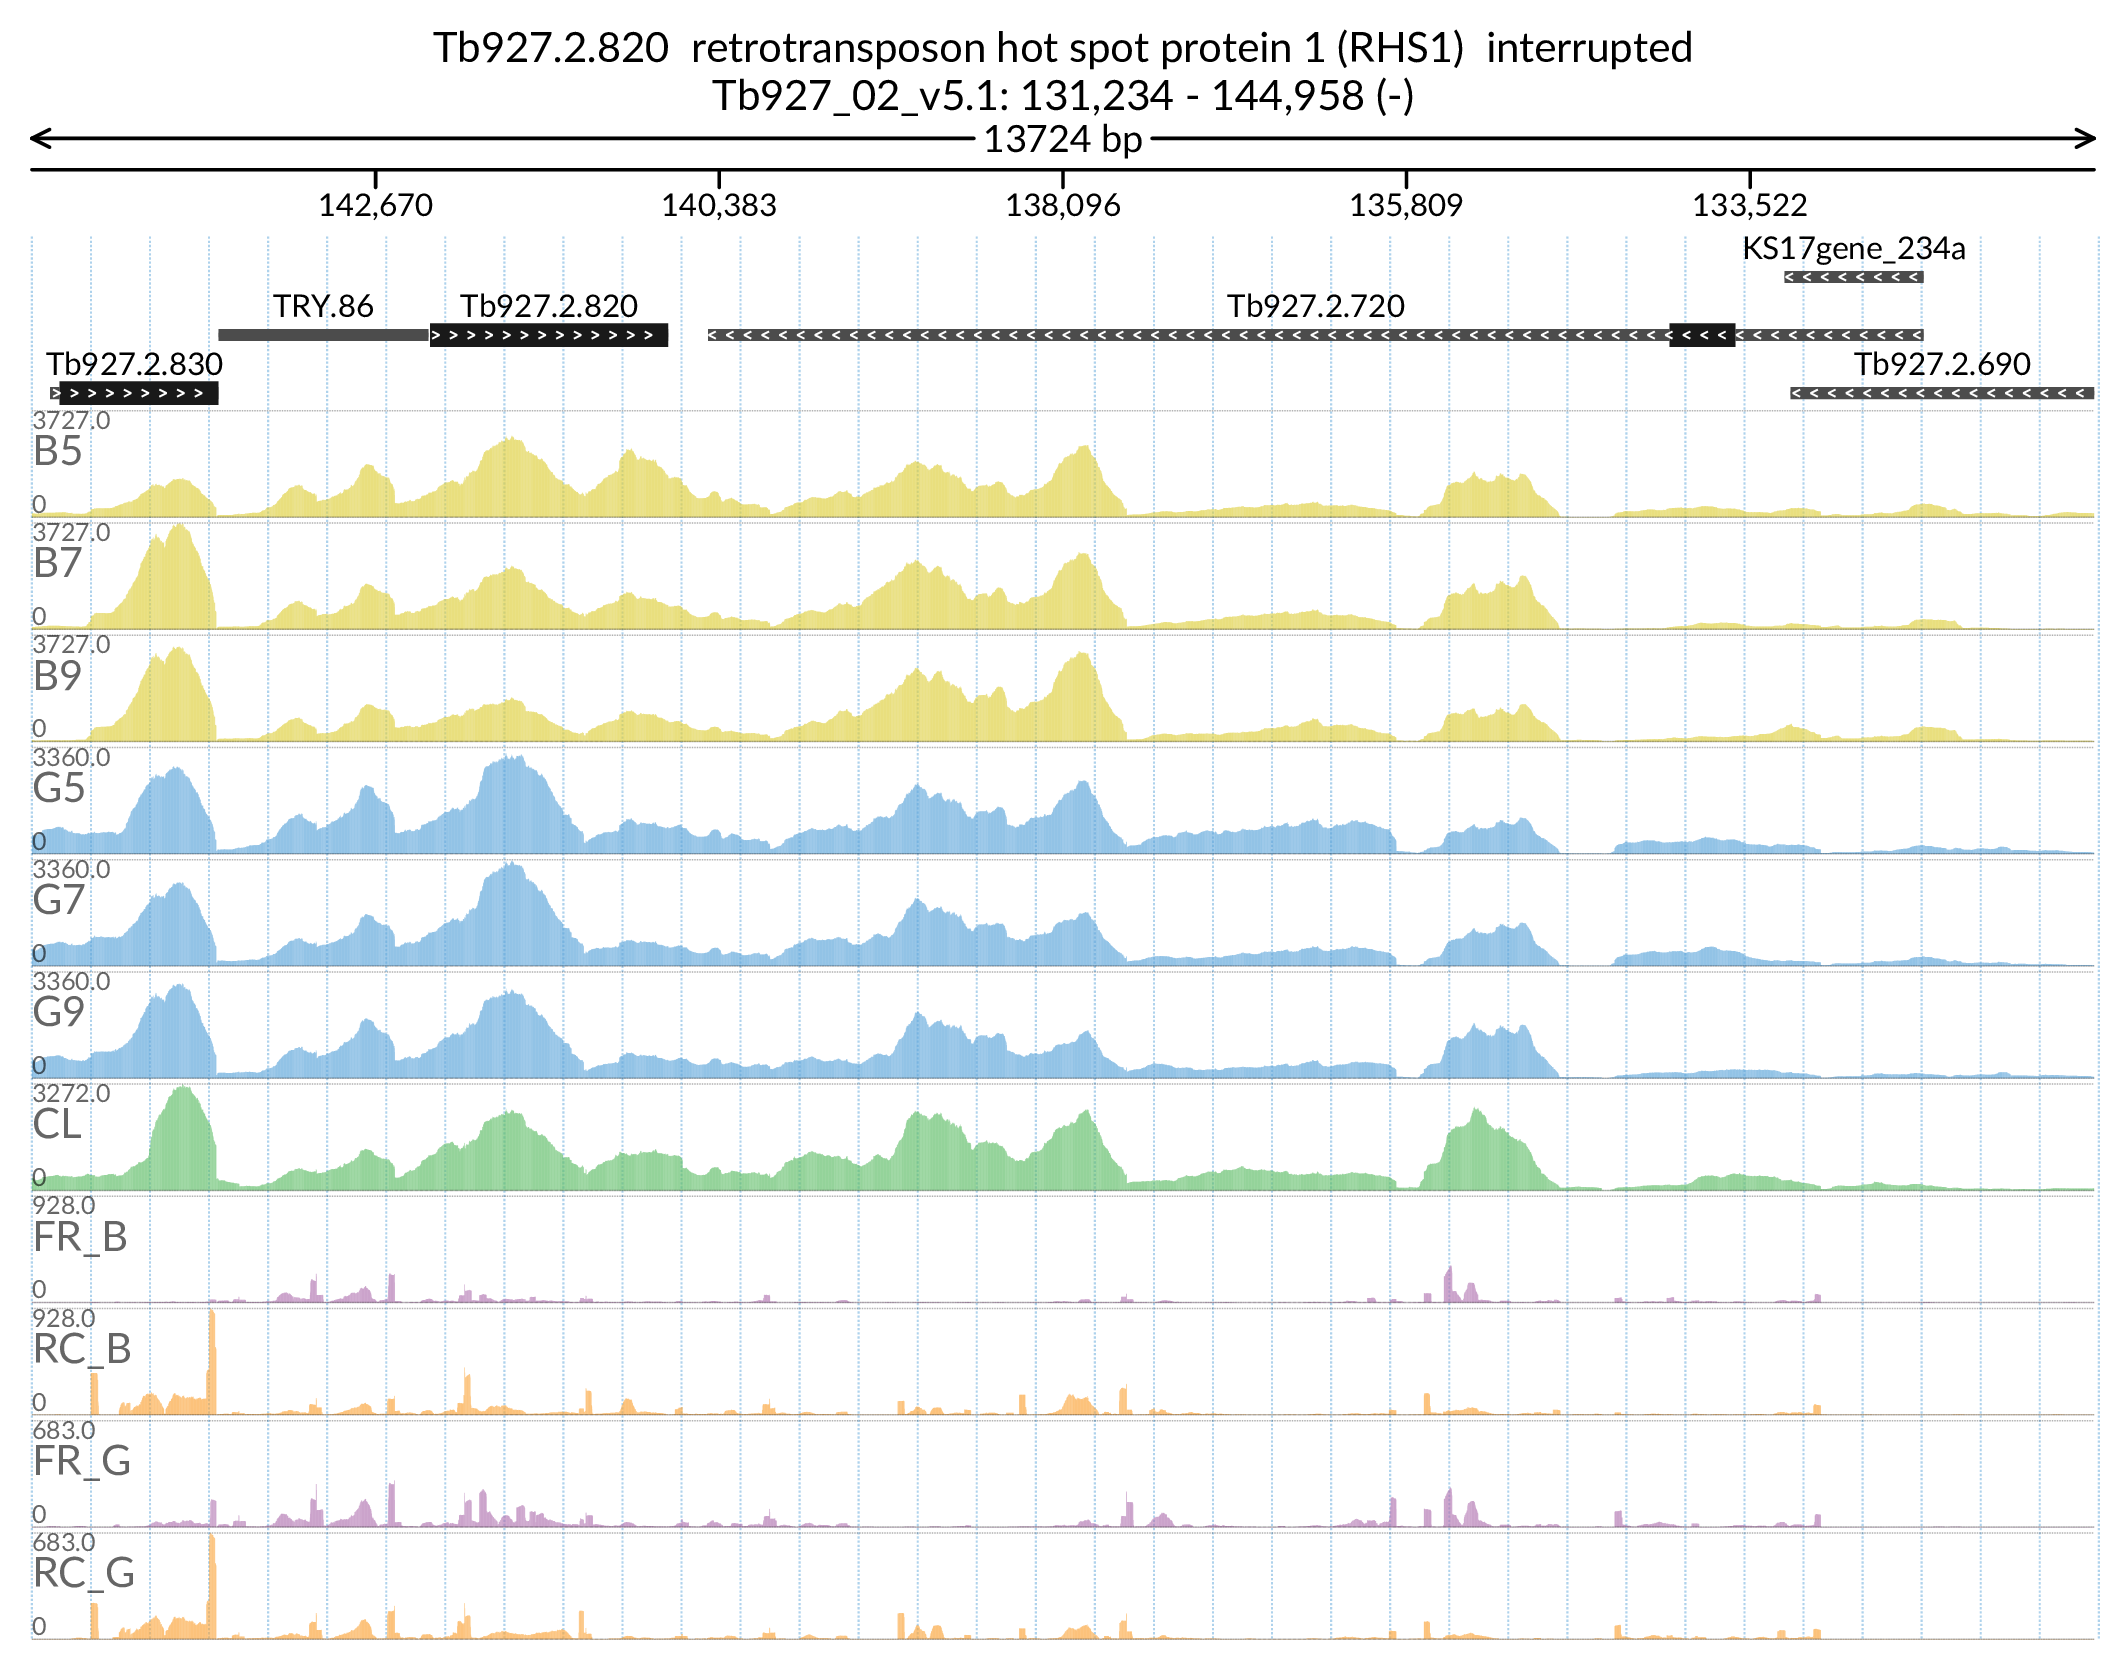 Tb927.2.820  retrotransposon hot spot protein 1 (RHS1)  interrupted
Tb927_02_v5.1: 131,234 - 144,958 (-)
13724 bp
142,670 140,383 138,096 135,809 133,522
KS17gene_234a
TRY.86 Tb927.2.820 Tb927.2.720
Tb927.2.830 Tb927.2.690
3727.0
B5
0
3727.0
B7
0
3727.0
B9
0
3360.0
G5
0
3360.0
G7
0
3360.0
G9
0
3272.0
CL
0
928.0
FR_B
0
928.0
RC_B
0
683.0
FR_G
0
683.0
RC_G
0